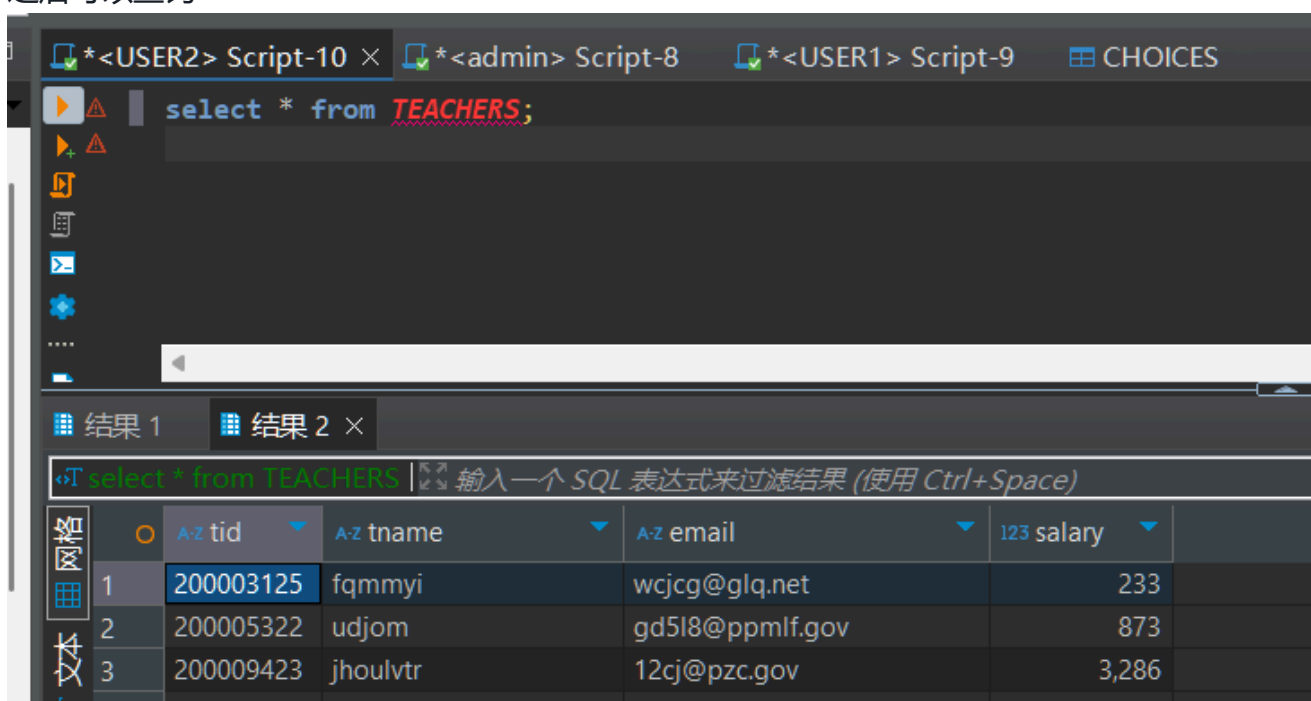 *<USER2> Script-10 *<admin> Script-8 *<USER1> Script-9 CHOICES
select * from TEACHERS;
结果 1 结果 2
select * from TEACHERS 输入一个 SQL 表达式来过滤结果 (使用 Ctrl+Space)
网格
A-Z tid A-Z tname A-Z email 123 salary
1 200003125 fqmmyi wcjcg@glq.net 233
2 200005322 udjom gd5l8@ppmlf.gov 873
文本
3 200009423 jhoulvtr 12cj@pzc.gov 3,286